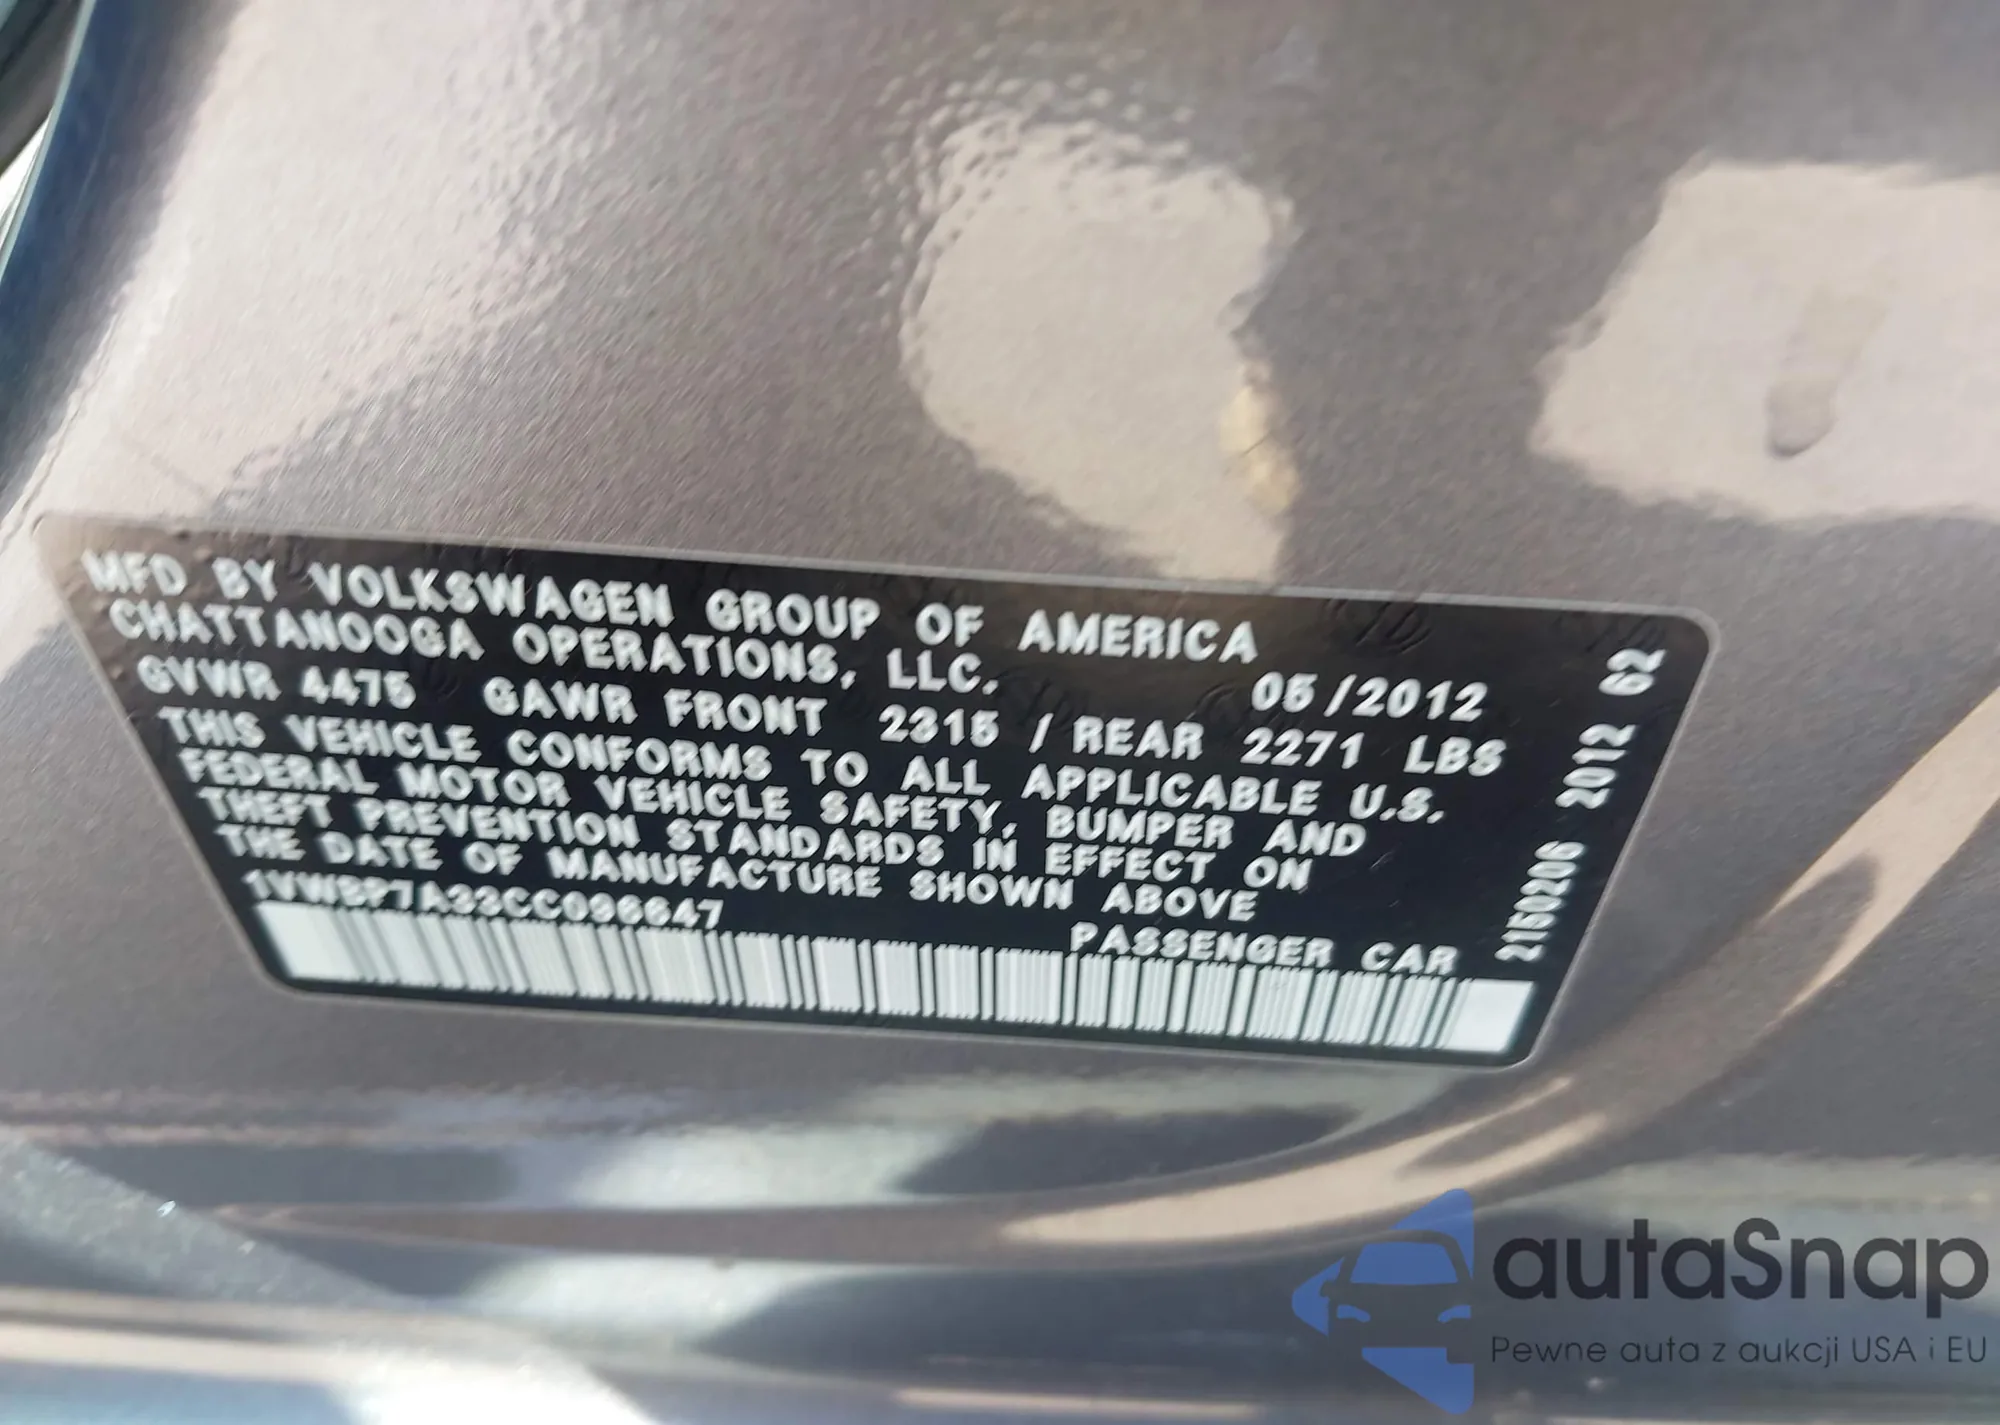 MFD BY VOLKSWAGEN GROUP OF AMERICA
CHATTANOOGA OPERATIONS, LLC. 05/2012
GVWR 4475 GAWR FRONT 2315 / REAR 2271 LBS
THIS VEHICLE CONFORMS TO ALL APPLICABLE U.S.
FEDERAL MOTOR VEHICLE SAFETY, BUMPER AND
THEFT PREVENTION STANDARDS IN EFFECT ON
THE DATE OF MANUFACTURE SHOWN ABOVE
1VWBP7A33CC096647 PASSENGER CAR
2150206 2012 62
autaSnap
Pewne auta z aukcji USA i EU